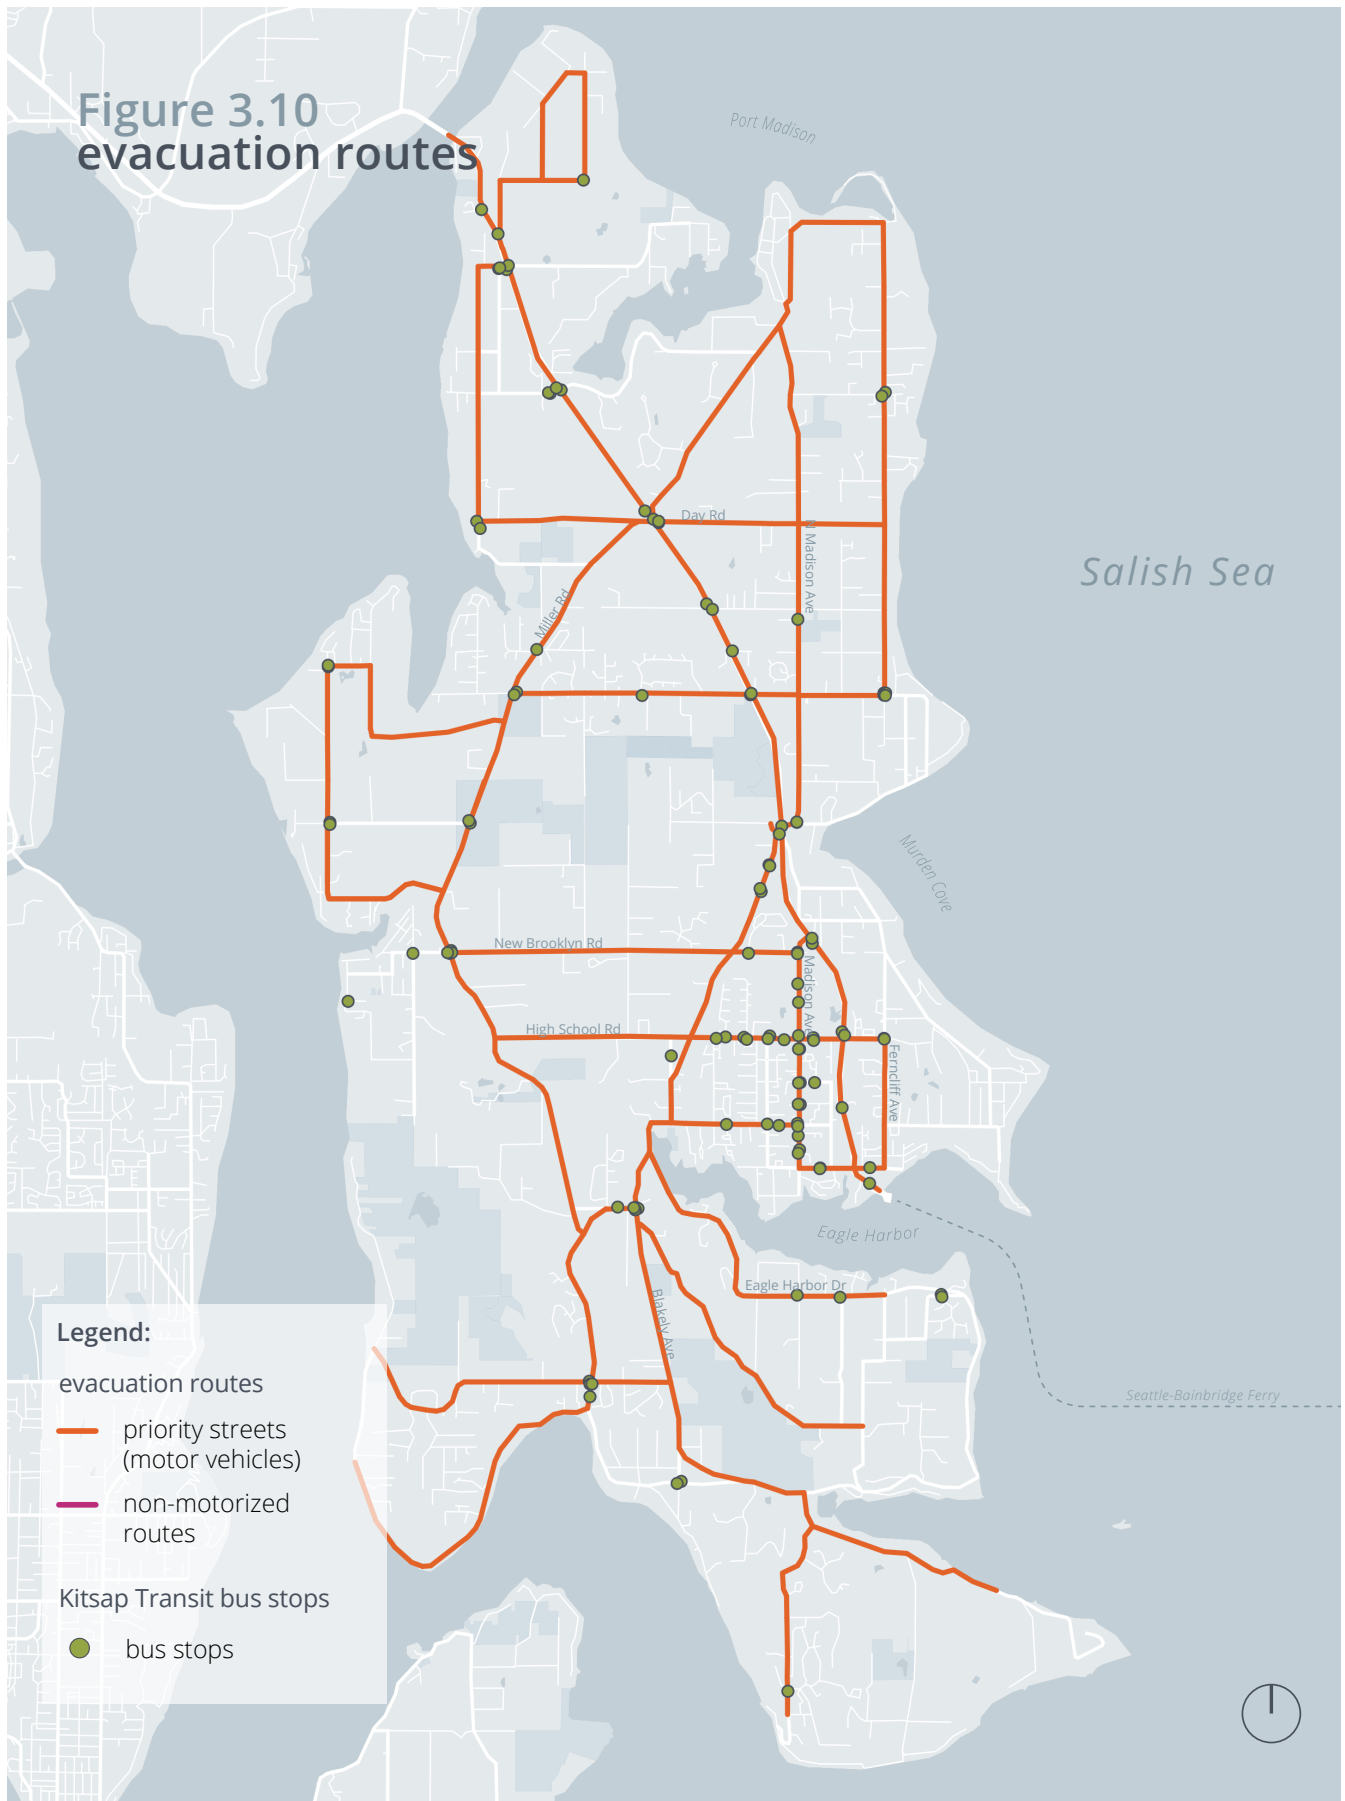 Figure 3.10
evacuation routes
Port Madison
Day Rd
N Madison Ave
Salish Sea
Miller Rd
Murden Cove
New Brooklyn Rd
Madison Ave
High School Rd
Ferncliff Ave
Eagle Harbor
Eagle Harbor Dr
Blakely Ave
Seattle-Bainbridge Ferry
Legend:
evacuation routes
priority streets
(motor vehicles)
non-motorized
routes
Kitsap Transit bus stops
bus stops